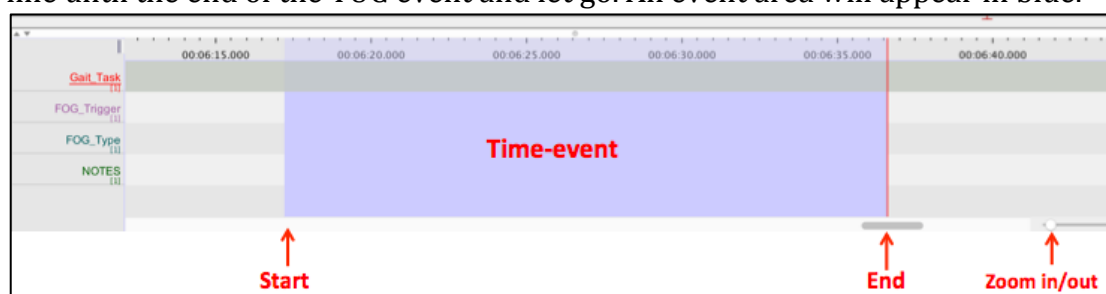 line until the end of the FOG event and let go. An event area will appear in blue.
00:06:15.000 00:06:20.000 00:06:25.000 00:06:30.000 00:06:35.000 00:06:40.000
Gait_Task
[1]
FOG_Trigger
[1]
FOG_Type
[1]
Time-event
NOTES
[1]
Start End Zoom in/out